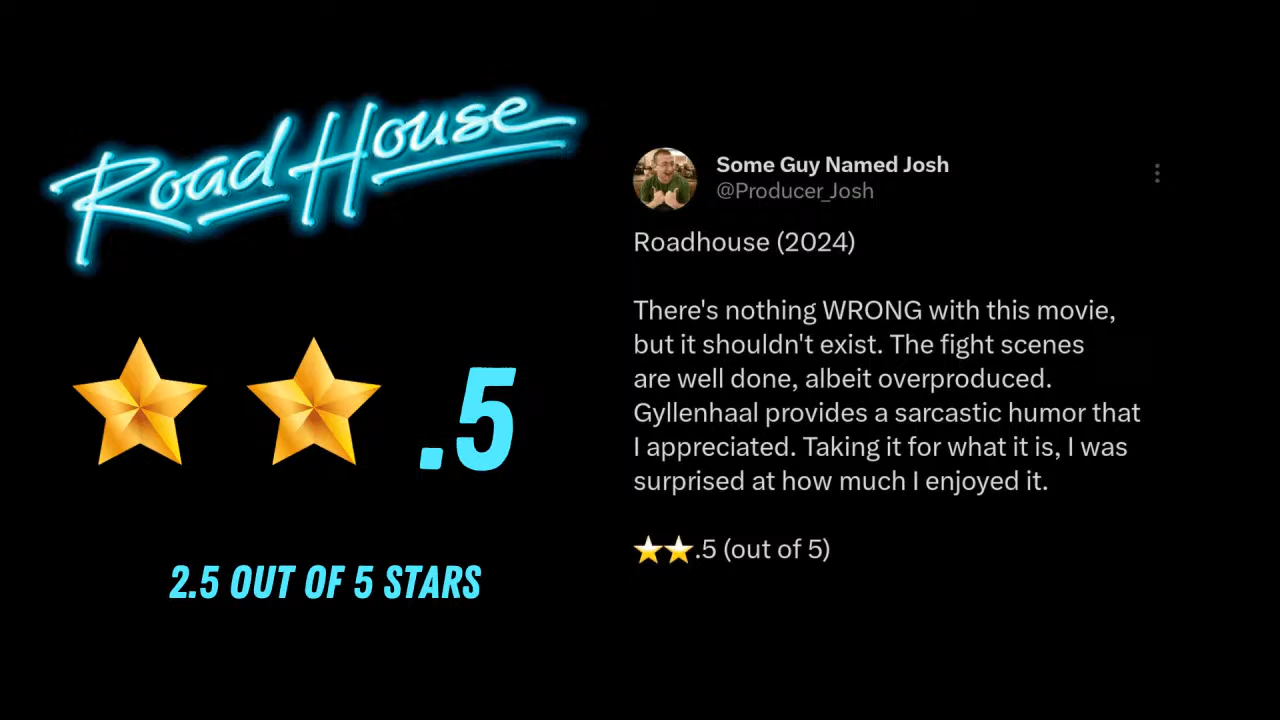 Road House
.5
2.5 OUT OF 5 STARS
Some Guy Named Josh
@Producer_Josh
Roadhouse (2024)
There's nothing WRONG with this movie,
but it shouldn't exist. The fight scenes
are well done, albeit overproduced.
Gyllenhaal provides a sarcastic humor that
I appreciated. Taking it for what it is, I was
surprised at how much I enjoyed it.
⭐⭐.5 (out of 5)